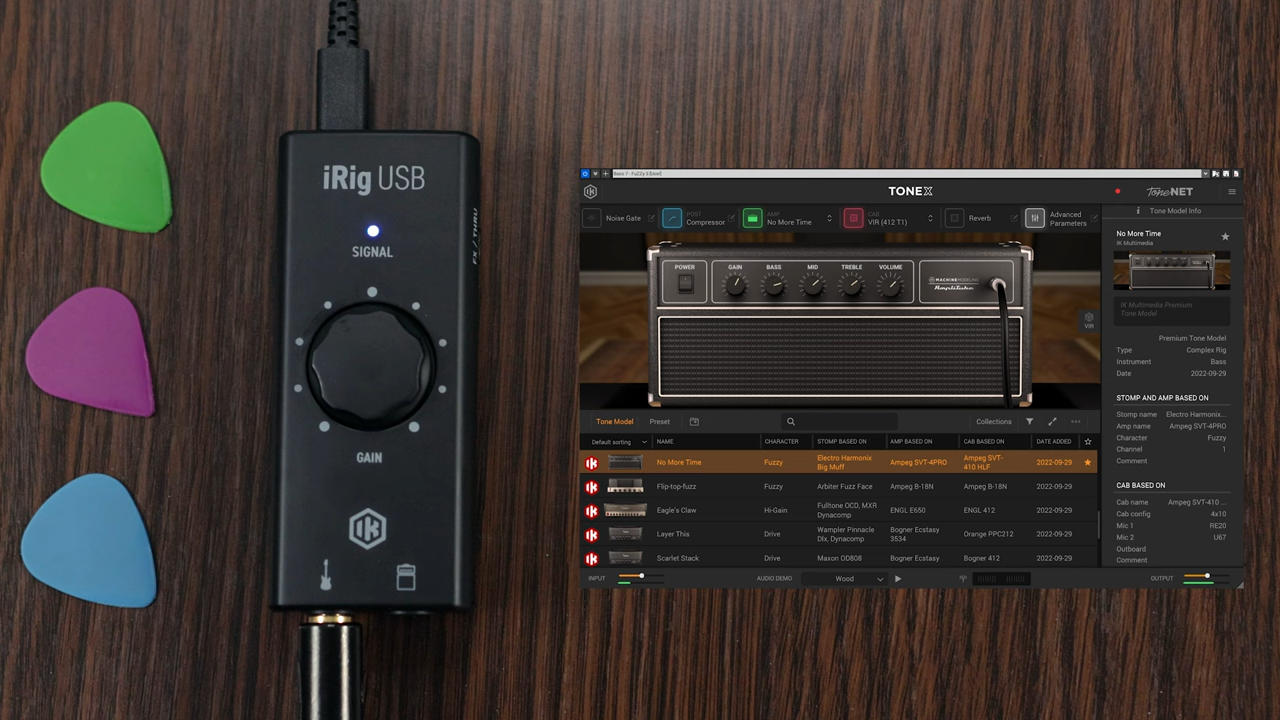 iRig USB
SIGNAL
FX / THRU
GAIN
TONEX
ToneNET
Noise Gate
POST
Compressor
AMP
No More Time
CAB
VIR (412 T1)
Reverb
Advanced
Parameters
Tone Model Info
POWER
GAIN
BASS
MID
TREBLE
VOLUME
MACHINE MODELING
AmpliTube
VIR
No More Time
IK Multimedia
IK Multimedia Premium
Tone Model
Premium Tone Model
Type Complex Rig
Instrument Bass
Date 2022-09-29
STOMP AND AMP BASED ON
Stomp name Electro Harmonix...
Amp name Ampeg SVT-4PRO
Character Fuzzy
Channel 1
Comment
CAB BASED ON
Cab name Ampeg SVT-410 ...
Cab config 4x10
Mic 1 RE20
Mic 2 U67
Outboard
Comment
Tone Model
Preset
Collections
Default sorting NAME CHARACTER STOMP BASED ON AMP BASED ON CAB BASED ON DATE ADDED
No More Time Fuzzy Electro Harmonix Big Muff Ampeg SVT-4PRO Ampeg SVT-410 HLF 2022-09-29
Flip-top-fuzz Fuzzy Arbiter Fuzz Face Ampeg B-18N Ampeg B-18N 2022-09-29
Eagle's Claw Hi-Gain Fulltone OCD, MXR Dynacomp ENGL E650 ENGL 412 2022-09-29
Layer This Drive Wampler Pinnacle Dlx, Dynacomp Bogner Ecstasy 3534 Orange PPC212 2022-09-29
Scarlet Stack Drive Maxon OD808 Bogner Ecstasy Bogner 412 2022-09-29
INPUT
AUDIO DEMO
Wood
OUTPUT